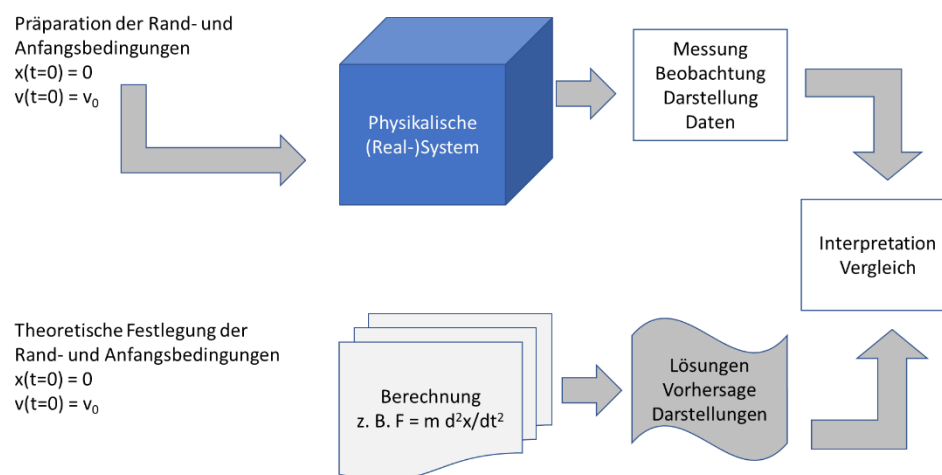 Präparation der Rand- und
Anfangsbedingungen
x(t=0) = 0
v(t=0) = v₀
Physikalische
(Real-)System
Messung
Beobachtung
Darstellung
Daten
Interpretation
Vergleich
Theoretische Festlegung der
Rand- und Anfangsbedingungen
x(t=0) = 0
v(t=0) = v₀
Berechnung
z. B. F = m d²x/dt²
Lösungen
Vorhersage
Darstellungen